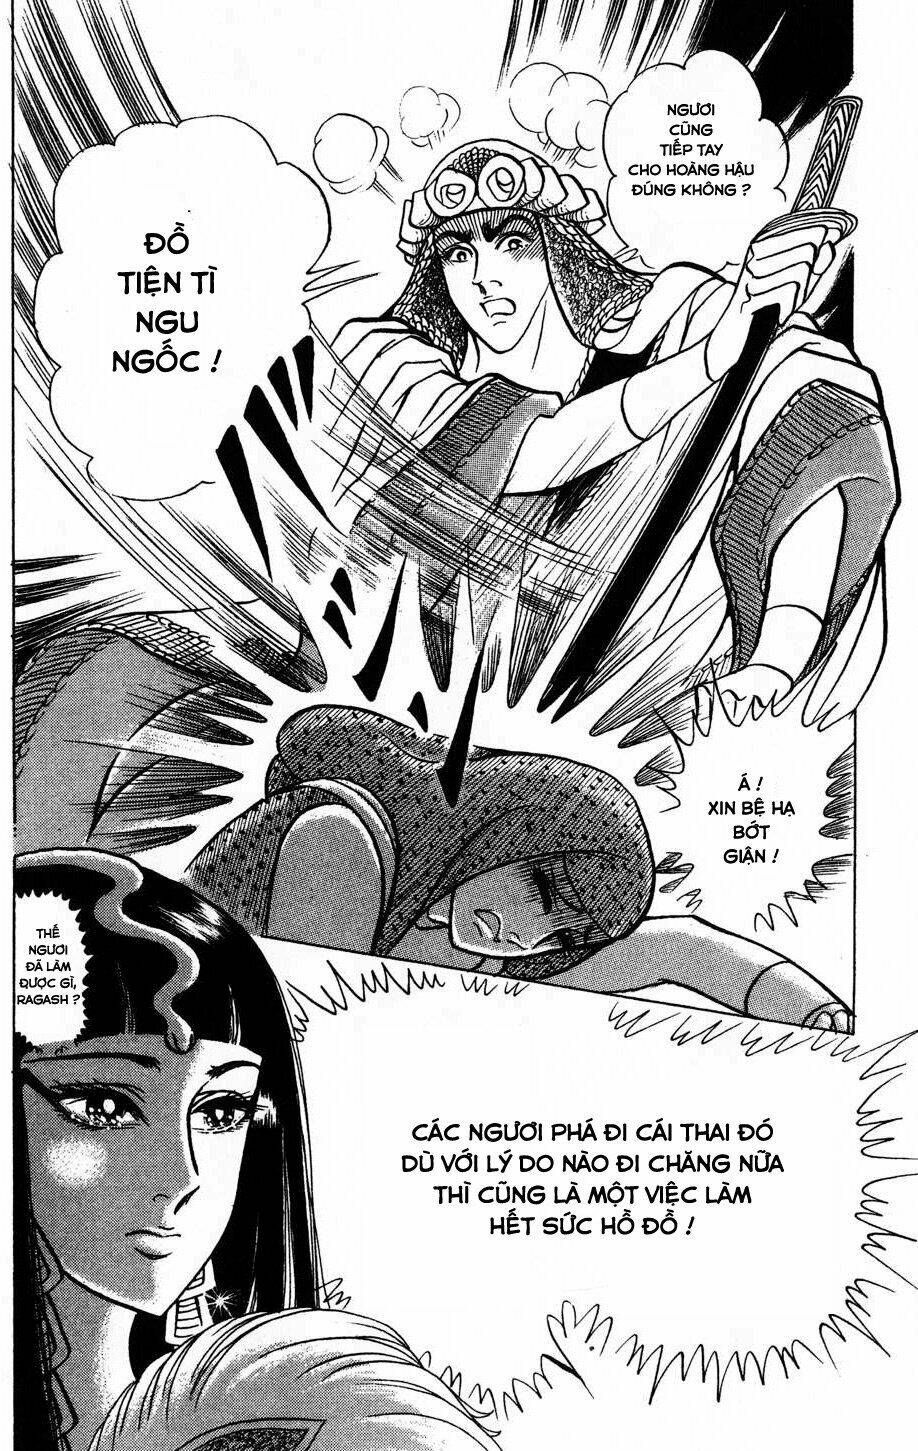 NGƯƠI
CŨNG
TIẾP TAY
CHO HOÀNG HẬU
ĐÚNG KHÔNG ?
ĐỒ
TIỆN TÌ
NGU
NGỐC !
Á !
XIN BỆ HẠ
BỚT
GIẬN !
THẾ
NGƯƠI
ĐÃ LÀM
ĐƯỢC GÌ,
RAGASH ?
CÁC NGƯƠI PHÁ ĐI CÁI THAI ĐÓ
DÙ VỚI LÝ DO NÀO ĐI CHĂNG NỮA
THÌ CŨNG LÀ MỘT VIỆC LÀM
HẾT SỨC HỒ ĐỒ !